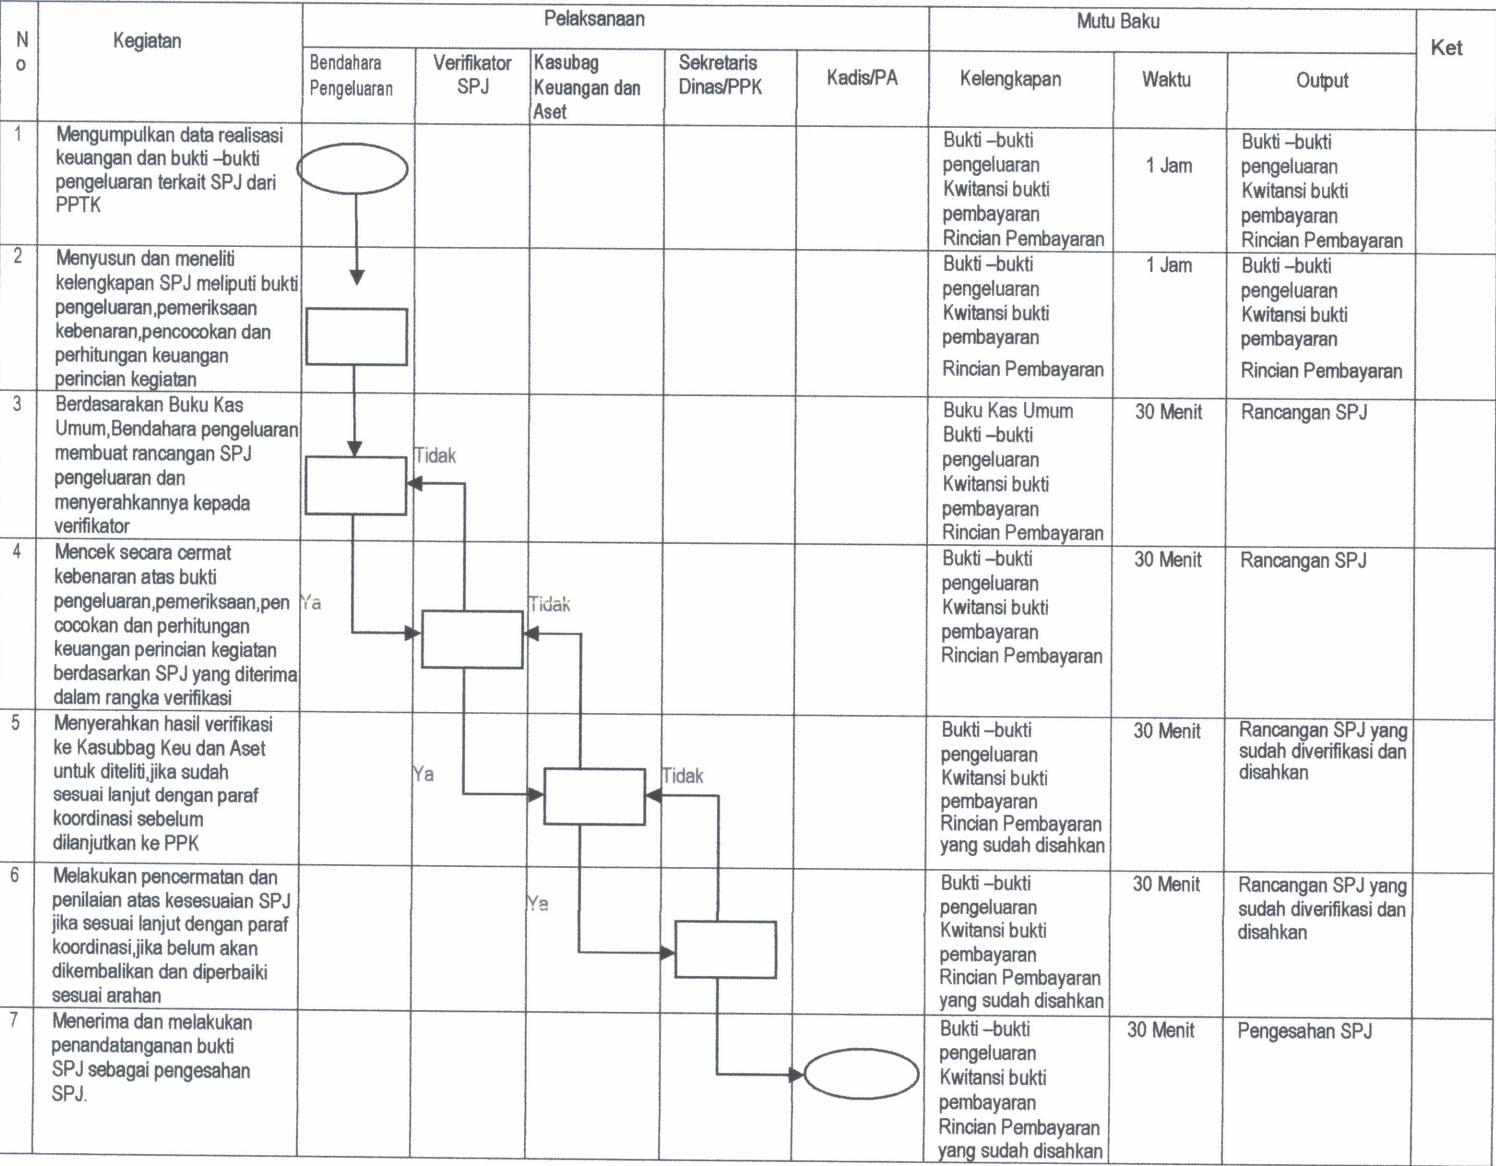 Pelaksanaan
Mutu Baku
N
o
Kegiatan
Ket
Bendahara
Pengeluaran
Verifikator
SPJ
Kasubag
Keuangan dan
Aset
Sekretaris
Dinas/PPK
Kadis/PA
Kelengkapan
Waktu
Output
1
Mengumpulkan data realisasi
keuangan dan bukti –bukti
pengeluaran terkait SPJ dari
PPTK
Bukti –bukti
pengeluaran
Kwitansi bukti
pembayaran
Rincian Pembayaran
1 Jam
Bukti –bukti
pengeluaran
Kwitansi bukti
pembayaran
Rincian Pembayaran
2
Menyusun dan meneliti
kelengkapan SPJ meliputi bukti
pengeluaran,pemeriksaan
kebenaran,pencocokan dan
perhitungan keuangan
perincian kegiatan
Bukti –bukti
pengeluaran
Kwitansi bukti
pembayaran
Rincian Pembayaran
1 Jam
Bukti –bukti
pengeluaran
Kwitansi bukti
pembayaran
Rincian Pembayaran
3
Berdasarakan Buku Kas
Umum,Bendahara pengeluaran
membuat rancangan SPJ
pengeluaran dan
menyerahkannya kepada
verifikator
Tidak
Buku Kas Umum
Bukti –bukti
pengeluaran
Kwitansi bukti
pembayaran
Rincian Pembayaran
30 Menit
Rancangan SPJ
4
Mencek secara cermat
kebenaran atas bukti
pengeluaran,pemeriksaan,pen
cocokan dan perhitungan
keuangan perincian kegiatan
berdasarkan SPJ yang diterima
dalam rangka verifikasi
Ya
Tidak
Bukti –bukti
pengeluaran
Kwitansi bukti
pembayaran
Rincian Pembayaran
30 Menit
Rancangan SPJ
5
Menyerahkan hasil verifikasi
ke Kasubbag Keu dan Aset
untuk diteliti,jika sudah
sesuai lanjut dengan paraf
koordinasi sebelum
dilanjutkan ke PPK
Ya
Tidak
Bukti –bukti
pengeluaran
Kwitansi bukti
pembayaran
Rincian Pembayaran
yang sudah disahkan
30 Menit
Rancangan SPJ yang
sudah diverifikasi dan
disahkan
6
Melakukan pencermatan dan
penilaian atas kesesuaian SPJ
jika sesuai lanjut dengan paraf
koordinasi,jika belum akan
dikembalikan dan diperbaiki
sesuai arahan
Ya
Bukti –bukti
pengeluaran
Kwitansi bukti
pembayaran
Rincian Pembayaran
yang sudah disahkan
30 Menit
Rancangan SPJ yang
sudah diverifikasi dan
disahkan
7
Menerima dan melakukan
penandatanganan bukti
SPJ sebagai pengesahan
SPJ.
Bukti –bukti
pengeluaran
Kwitansi bukti
pembayaran
Rincian Pembayaran
yang sudah disahkan
30 Menit
Pengesahan SPJ